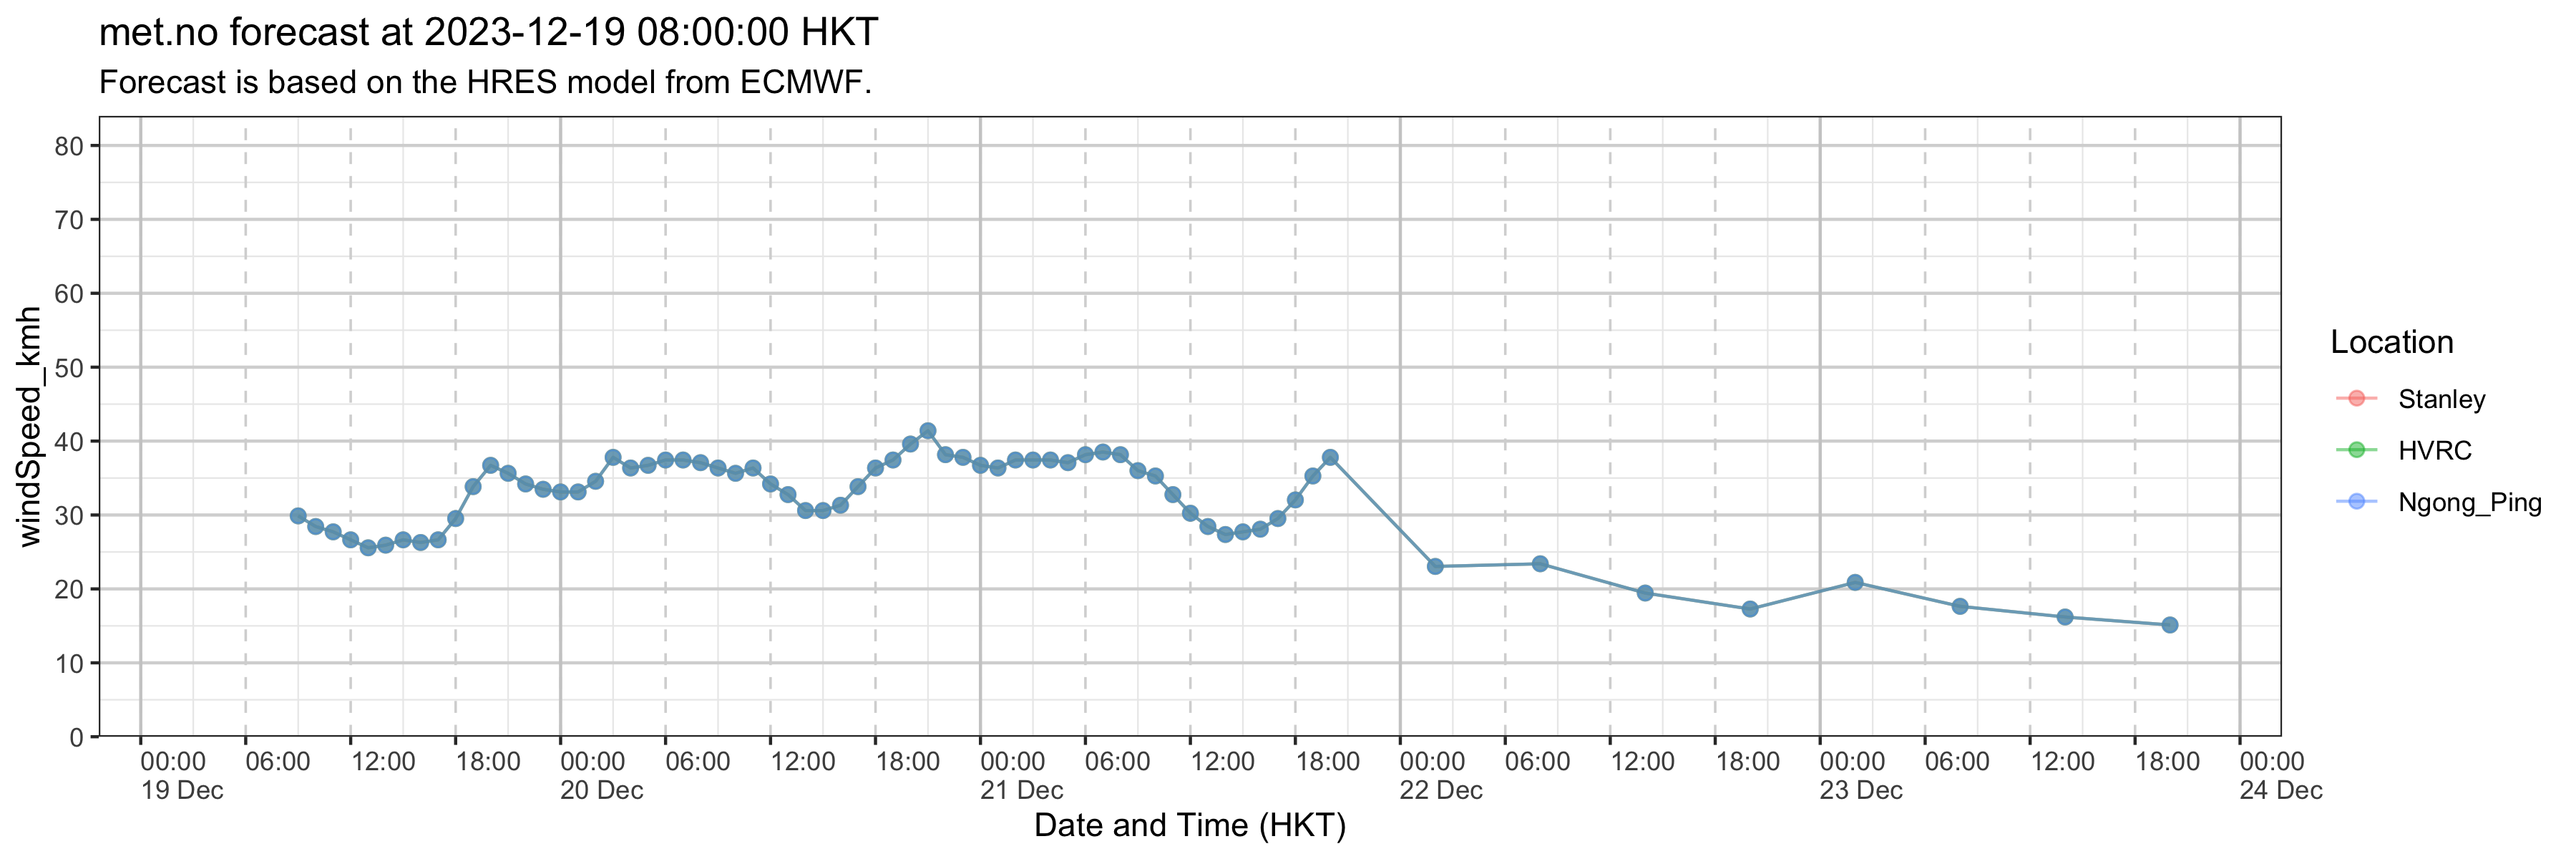 met.no forecast at 2023-12-19 08:00:00 HKT
Forecast is based on the HRES model from ECMWF.
windSpeed_kmh
80
70
60
50
40
30
20
10
0
00:00 06:00 12:00 18:00 00:00 06:00 12:00 18:00 00:00 06:00 12:00 18:00 00:00 06:00 12:00 18:00 00:00 06:00 12:00 18:00 00:00
19 Dec 20 Dec 21 Dec 22 Dec 23 Dec 24 Dec
Date and Time (HKT)
Location
Stanley
HVRC
Ngong_Ping